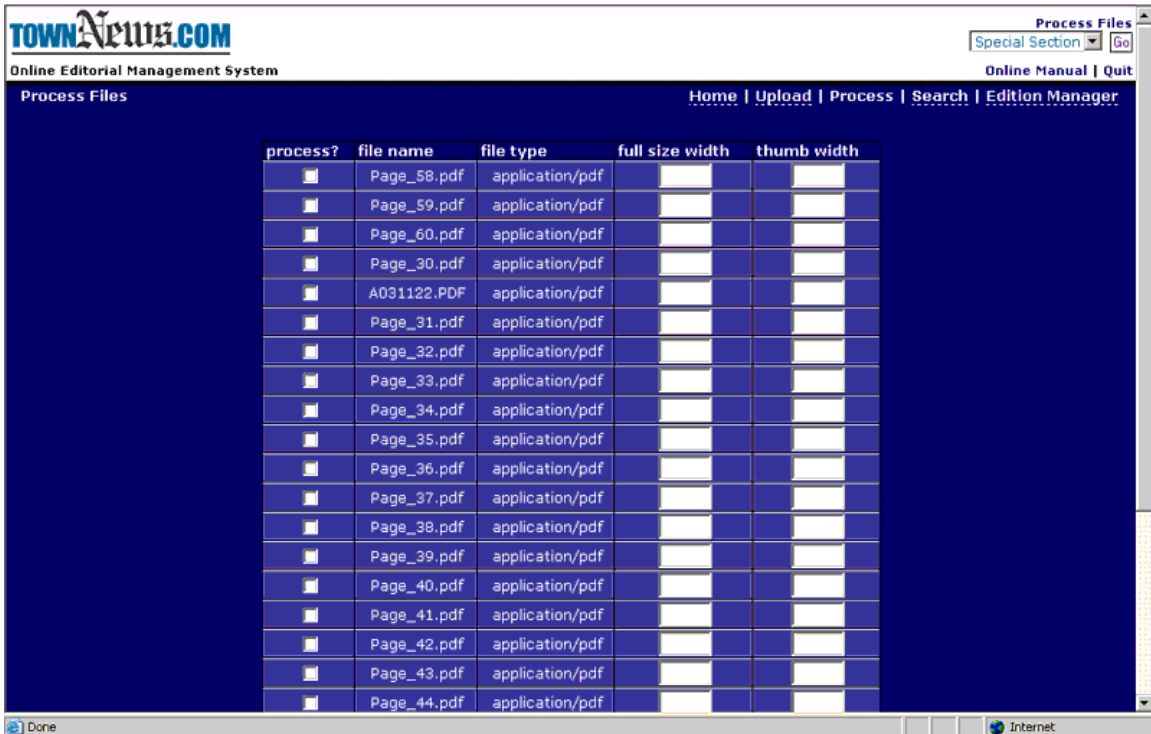 TOWNNews.COM
Process Files
Special Section Go
Online Editorial Management System
Online Manual | Quit
Process Files
Home | Upload | Process | Search | Edition Manager
process? file name file type full size width thumb width
Page_58.pdf application/pdf
Page_59.pdf application/pdf
Page_60.pdf application/pdf
Page_30.pdf application/pdf
A031122.PDF application/pdf
Page_31.pdf application/pdf
Page_32.pdf application/pdf
Page_33.pdf application/pdf
Page_34.pdf application/pdf
Page_35.pdf application/pdf
Page_36.pdf application/pdf
Page_37.pdf application/pdf
Page_38.pdf application/pdf
Page_39.pdf application/pdf
Page_40.pdf application/pdf
Page_41.pdf application/pdf
Page_42.pdf application/pdf
Page_43.pdf application/pdf
Page_44.pdf application/pdf
Done Internet